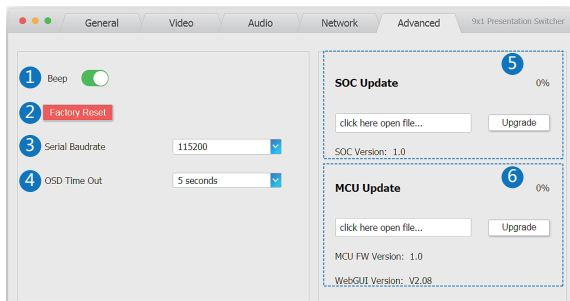 General Video Audio Network Advanced 9x1 Presentation Switcher
1 Beep
2 Factory Reset
3 Serial Baudrate 115200
4 OSD Time Out 5 seconds
5
SOC Update 0%
click here open file... Upgrade
SOC Version: 1.0
6
MCU Update 0%
click here open file... Upgrade
MCU FW Version: 1.0
WebGUI Version: V2.08